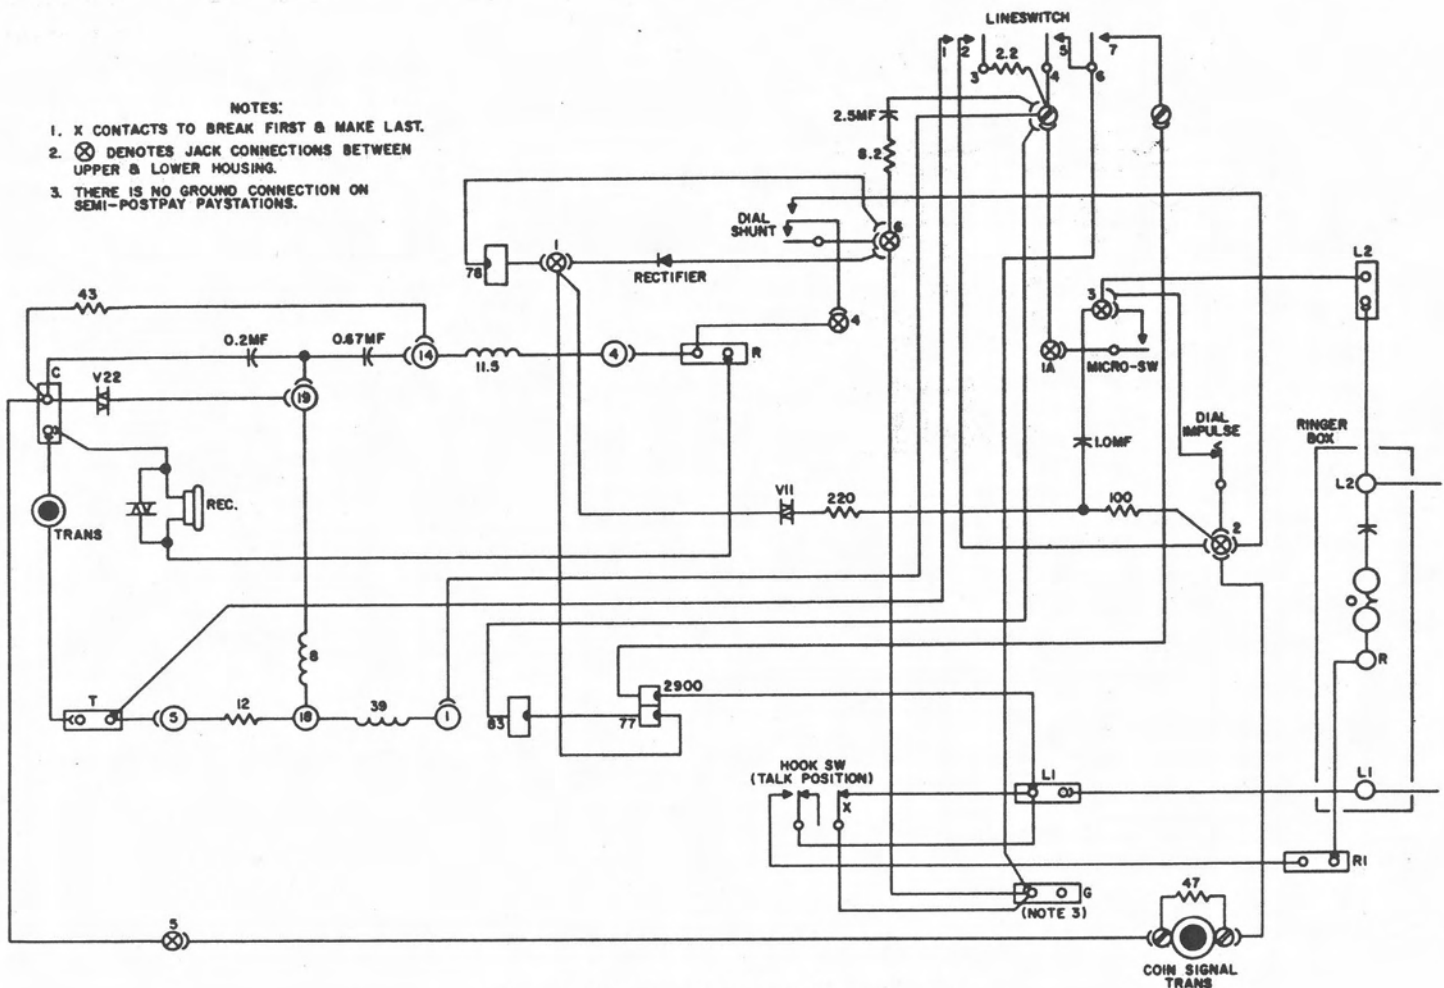 LINESWITCH
1 2 3 2.2 4 5 6 7
NOTES:
1. X CONTACTS TO BREAK FIRST & MAKE LAST.
2. ⊗ DENOTES JACK CONNECTIONS BETWEEN
UPPER & LOWER HOUSING.
3. THERE IS NO GROUND CONNECTION ON
SEMI-POSTPAY PAYSTATIONS.
2.5MF
8.2
DIAL
SHUNT
6
1
78
RECTIFIER
L2
3
43
4
0.2MF
0.67MF
14
11.5
4
R
1A
MICRO-SW
C
V22
19
DIAL
IMPULSE
RINGER
BOX
1.0MF
L2
V11
220
100
2
REC.
TRANS
8
R
T
5
12
18
39
1
83
2900
77
HOOK SW
(TALK POSITION)
X
L1
L1
R1
G
(NOTE 3)
47
5
COIN SIGNAL
TRANS